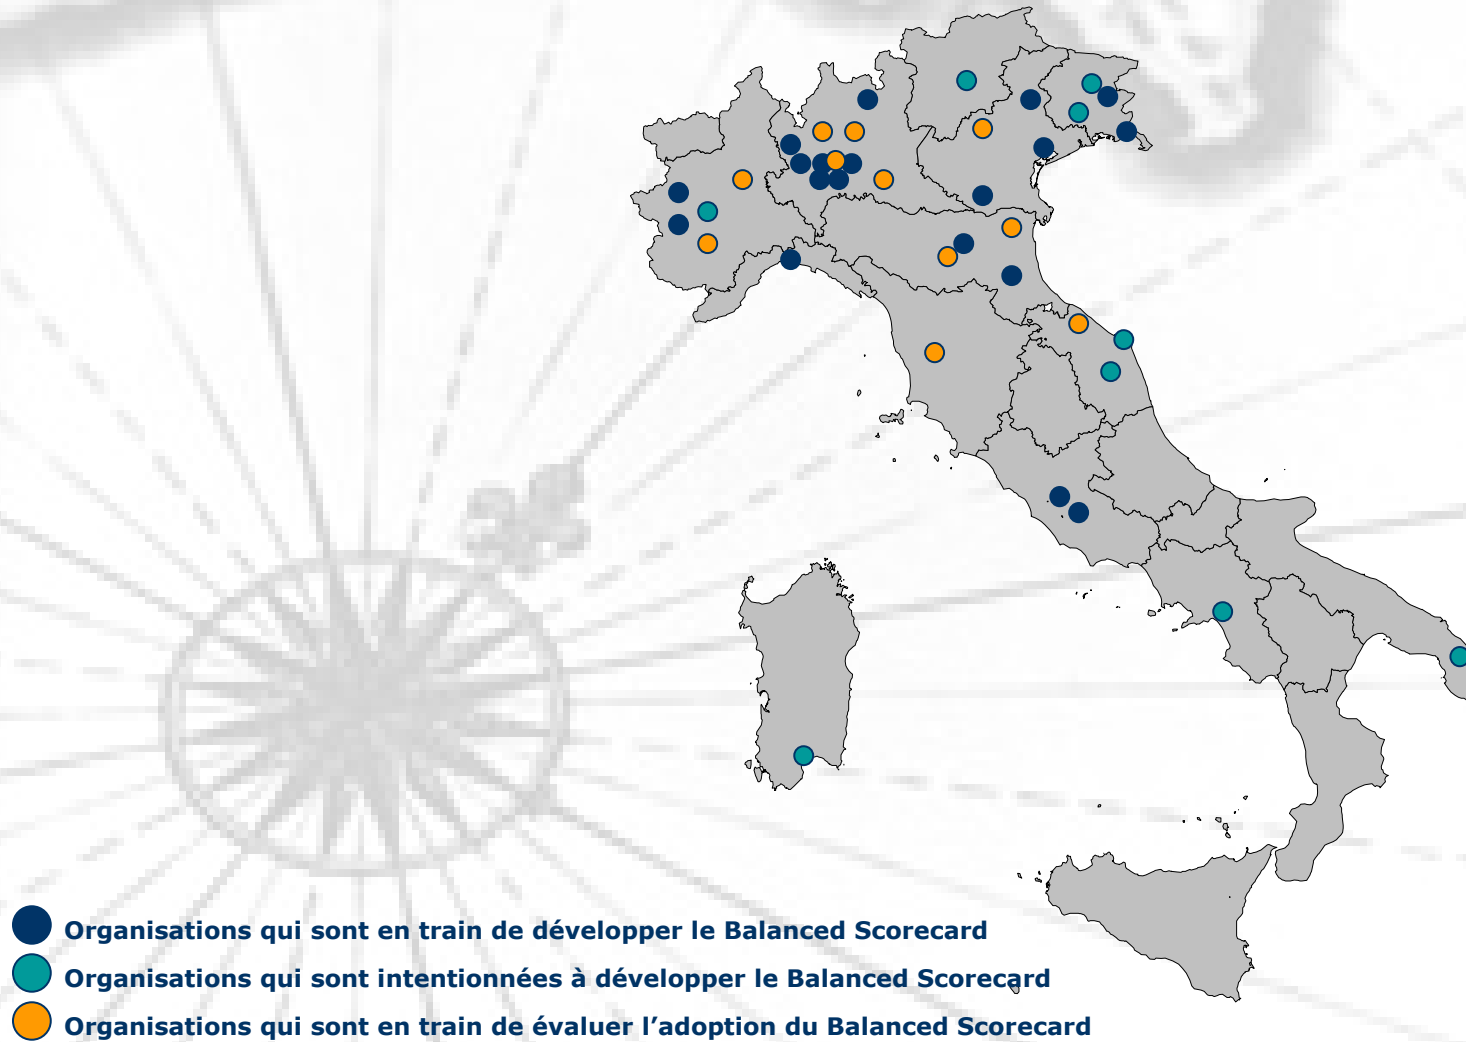 Organisations qui sont en train de développer le Balanced Scorecard
Organisations qui sont intentionnées à développer le Balanced Scorecard
Organisations qui sont en train de évaluer l’adoption du Balanced Scorecard